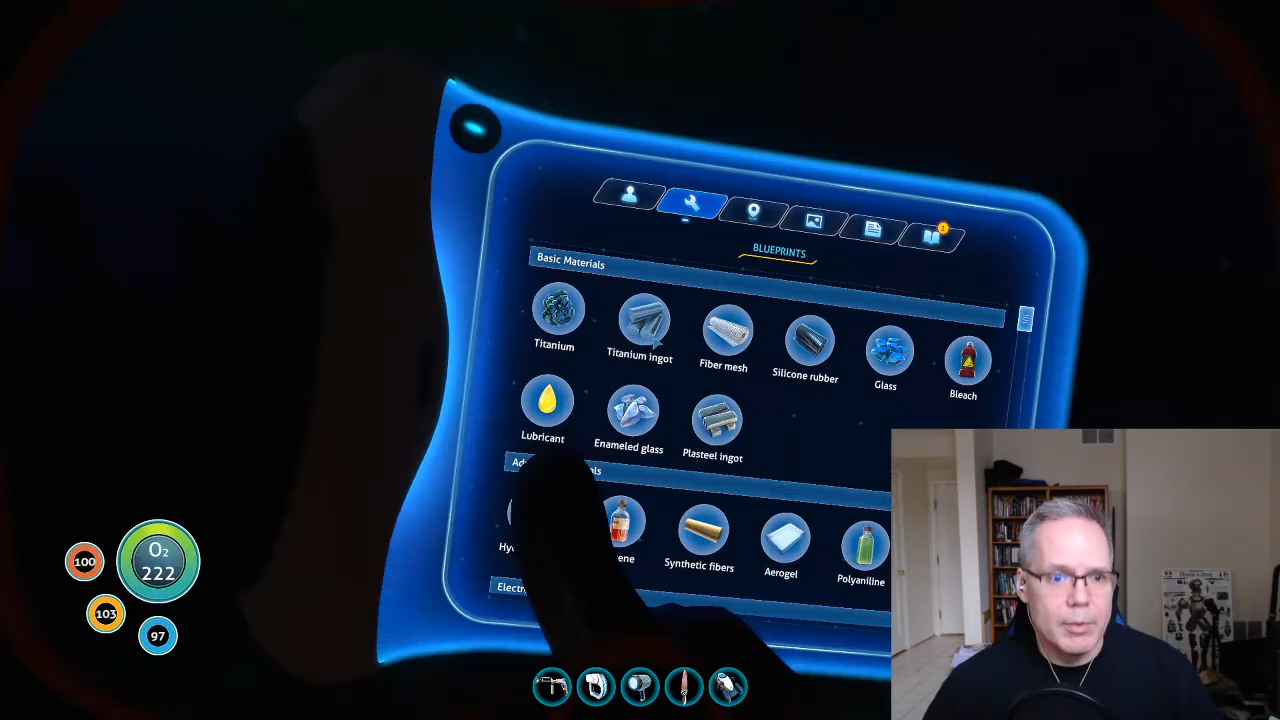 1
BLUEPRINTS
Basic Materials
Titanium
Titanium ingot
Fiber mesh
Silicone rubber
Glass
Bleach
Lubricant
Enameled glass
Plasteel ingot
Synthetic fibers
Aerogel
Polyaniline
O₂
222
100
103
97